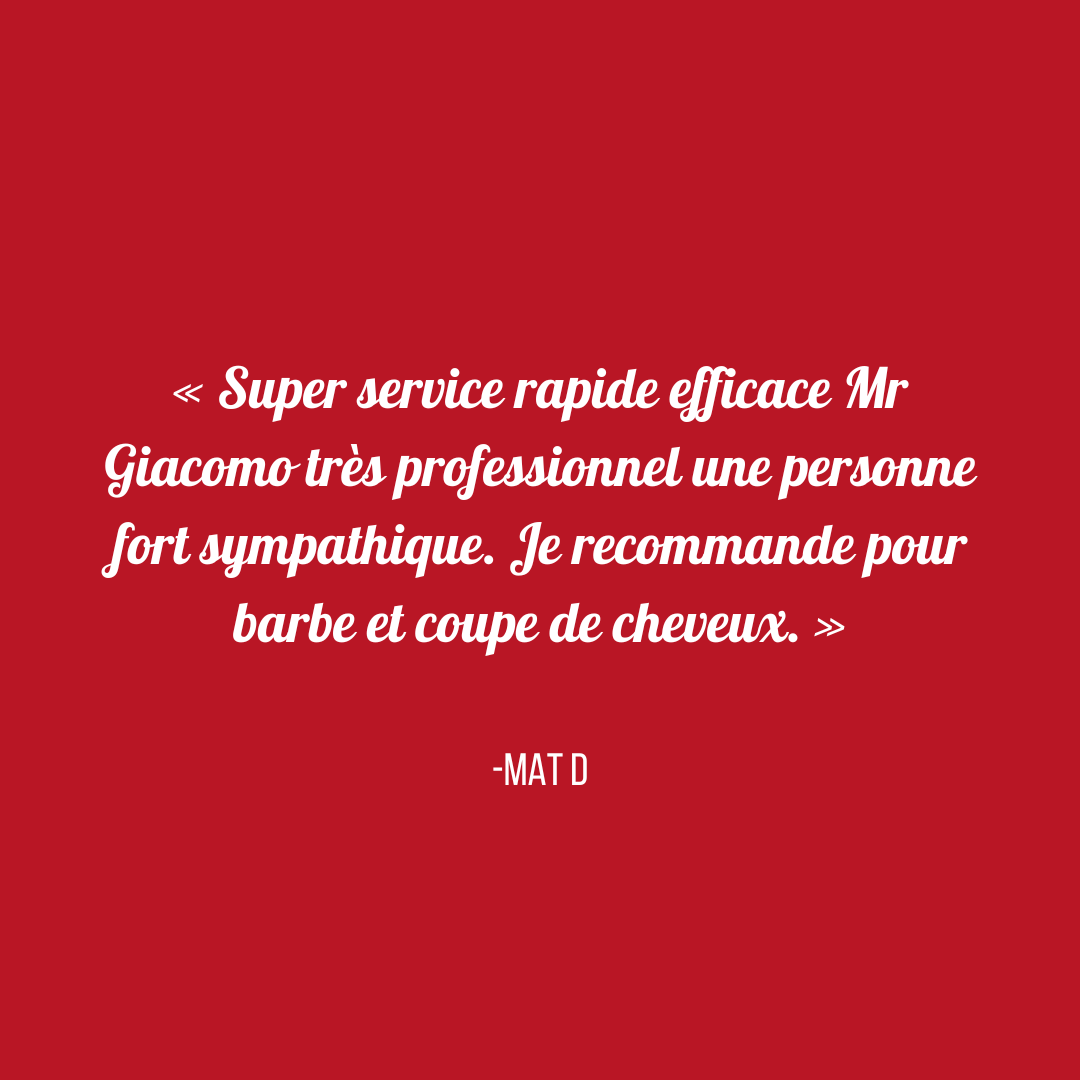 « Super service rapide efficace Mr
Giacomo très professionnel une personne
fort sympathique. Je recommande pour
barbe et coupe de cheveux. »
-MAT D